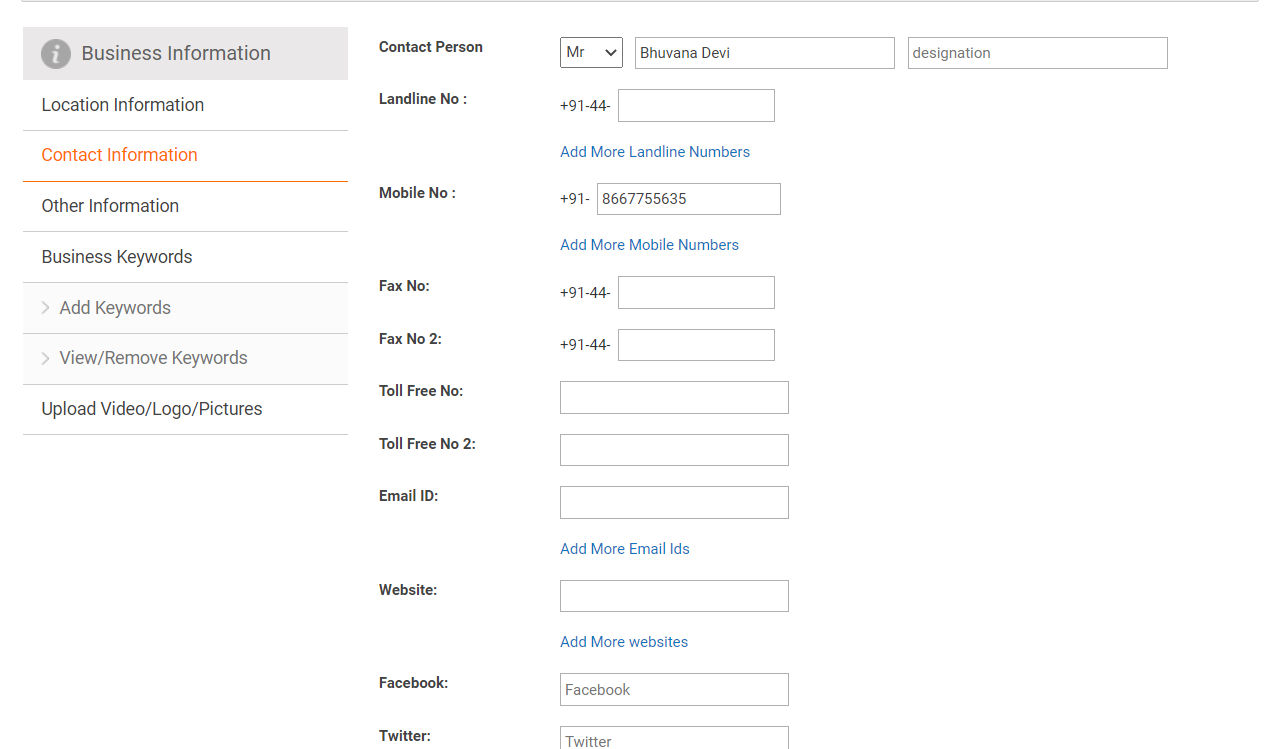 Business Information
Location Information
Contact Information
Other Information
Business Keywords
Add Keywords
View/Remove Keywords
Upload Video/Logo/Pictures
Contact Person Mr Bhuvana Devi designation
Landline No : +91-44-
Add More Landline Numbers
Mobile No : +91- 8667755635
Add More Mobile Numbers
Fax No: +91-44-
Fax No 2: +91-44-
Toll Free No:
Toll Free No 2:
Email ID:
Add More Email Ids
Website:
Add More websites
Facebook: Facebook
Twitter: Twitter